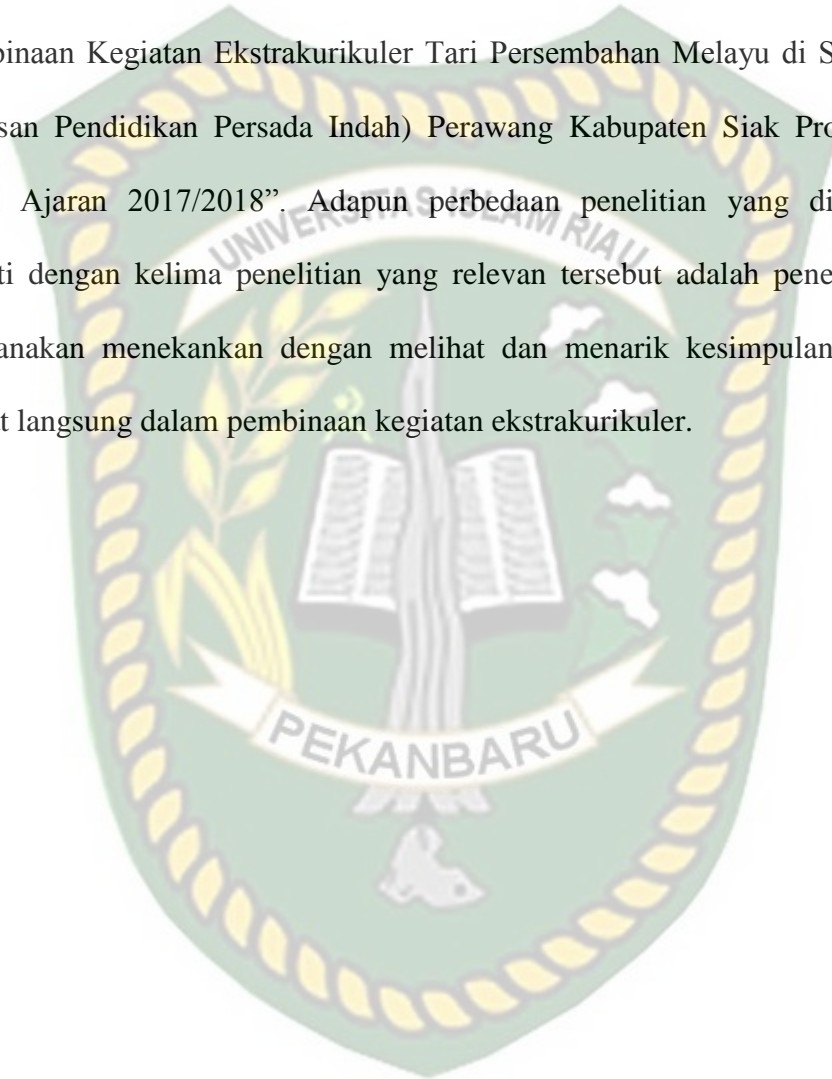 binaan Kegiatan Ekstrakurikuler Tari Persembahan Melayu di S
san Pendidikan Persada Indah) Perawang Kabupaten Siak Pro
Ajaran 2017/2018”. Adapun perbedaan penelitian yang di
ti dengan kelima penelitian yang relevan tersebut adalah pene
anakan menekankan dengan melihat dan menarik kesimpulan
t langsung dalam pembinaan kegiatan ekstrakurikuler.
UNIVERSITAS ISLAM RIAU
PEKANBARU